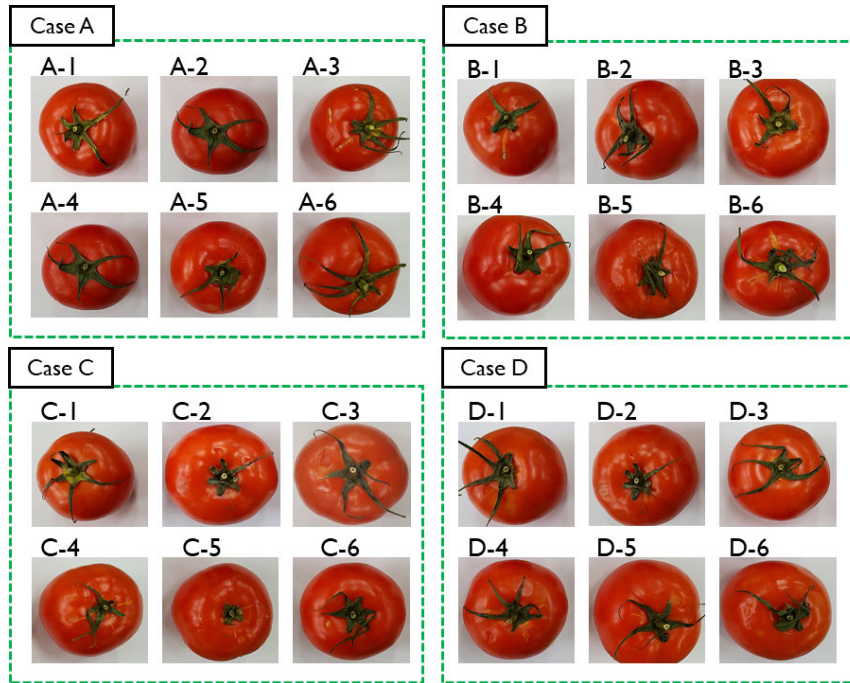 Case A
A-1 A-2 A-3
A-4 A-5 A-6
Case B
B-1 B-2 B-3
B-4 B-5 B-6
Case C
C-1 C-2 C-3
C-4 C-5 C-6
Case D
D-1 D-2 D-3
D-4 D-5 D-6